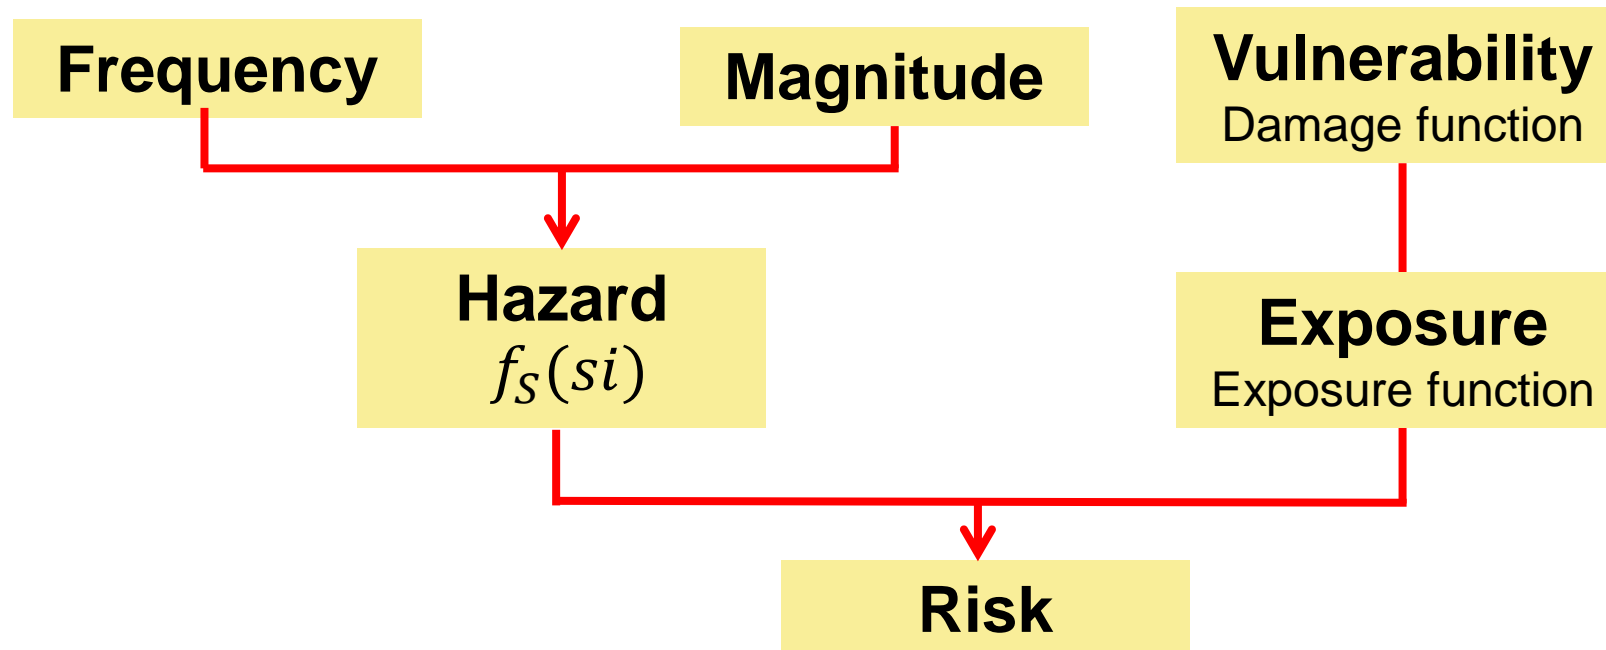 Frequency
Magnitude
Vulnerability
Damage function
Hazard
𝑓𝑆(𝑠𝑖)
Exposure
Exposure function
Risk